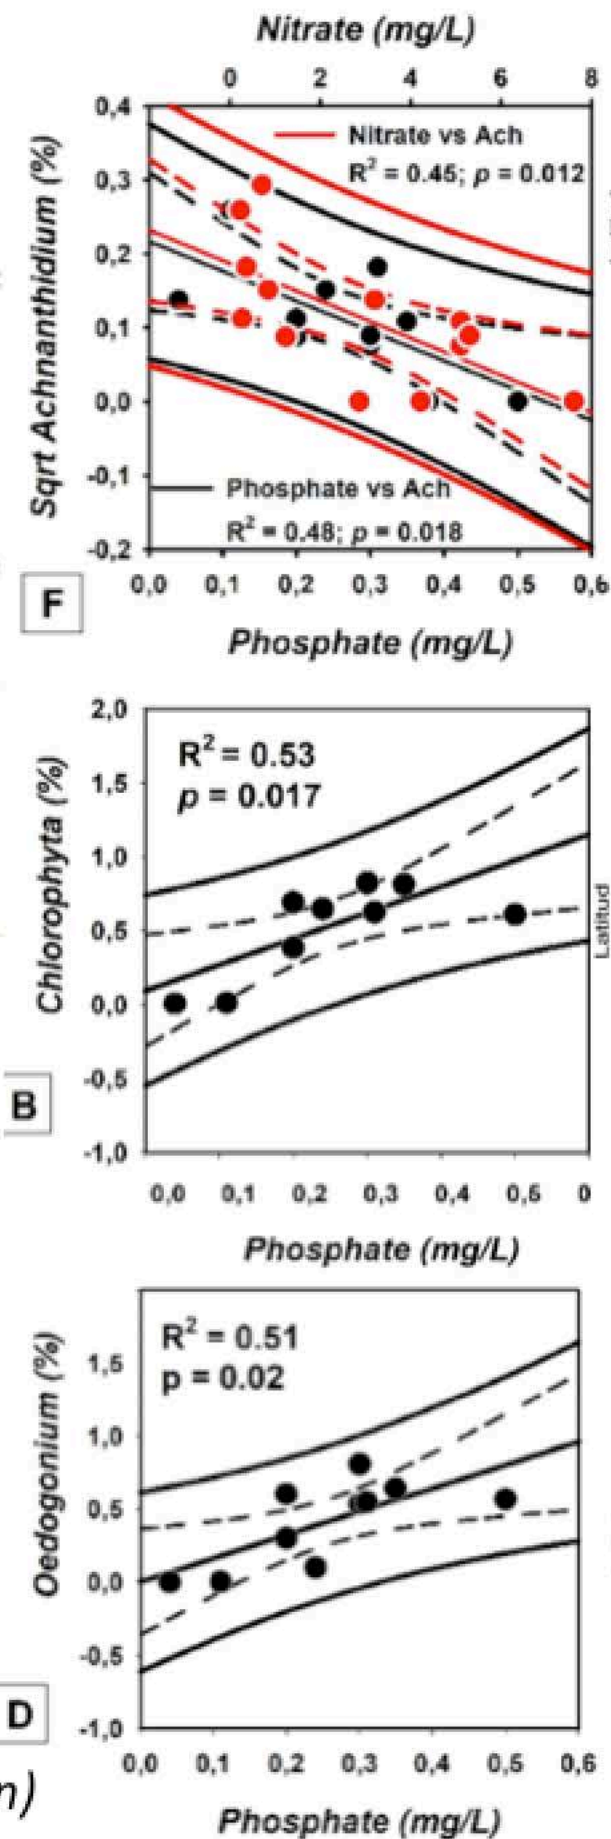 Nitrate (mg/L)
0 2 4 6 8
0,4
0,3
0,2
0,1
0,0
-0,1
-0,2
Sqrt Achnanthidium (%)
Nitrate vs Ach
R² = 0.45; p = 0.012
Phosphate vs Ach
R² = 0.48; p = 0.018
0,0 0,1 0,2 0,3 0,4 0,5 0,6
F
Phosphate (mg/L)
2,0
1,5
1,0
0,5
0,0
-0,5
-1,0
Chlorophyta (%)
R² = 0.53
p = 0.017
Latitud
B
0,0 0,1 0,2 0,3 0,4 0,5 0
Phosphate (mg/L)
1,5
1,0
0,5
0,0
-0,5
-1,0
Oedogonium (%)
R² = 0.51
p = 0.02
D
0,0 0,1 0,2 0,3 0,4 0,5 0,6
n)
Phosphate (mg/L)